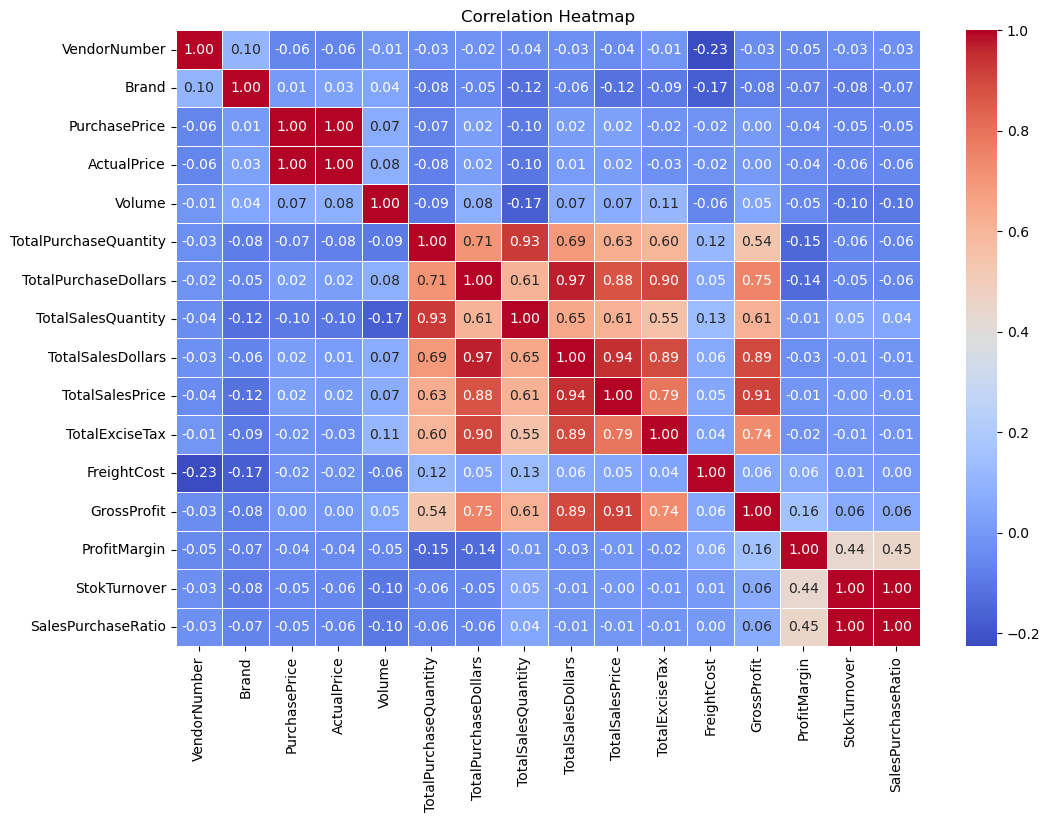 Correlation Heatmap
VendorNumber 1.00 0.10 -0.06 -0.06 -0.01 -0.03 -0.02 -0.04 -0.03 -0.04 -0.01 -0.23 -0.03 -0.05 -0.03 -0.03
Brand 0.10 1.00 0.01 0.03 0.04 -0.08 -0.05 -0.12 -0.06 -0.12 -0.09 -0.17 -0.08 -0.07 -0.08 -0.07
PurchasePrice -0.06 0.01 1.00 1.00 0.07 -0.07 0.02 -0.10 0.02 0.02 -0.02 -0.02 0.00 -0.04 -0.05 -0.05
ActualPrice -0.06 0.03 1.00 1.00 0.08 -0.08 0.02 -0.10 0.01 0.02 -0.03 -0.02 0.00 -0.04 -0.06 -0.06
Volume -0.01 0.04 0.07 0.08 1.00 -0.09 0.08 -0.17 0.07 0.07 0.11 -0.06 0.05 -0.05 -0.10 -0.10
TotalPurchaseQuantity -0.03 -0.08 -0.07 -0.08 -0.09 1.00 0.71 0.93 0.69 0.63 0.60 0.12 0.54 -0.15 -0.06 -0.06
TotalPurchaseDollars -0.02 -0.05 0.02 0.02 0.08 0.71 1.00 0.61 0.97 0.88 0.90 0.05 0.75 -0.14 -0.05 -0.06
TotalSalesQuantity -0.04 -0.12 -0.10 -0.10 -0.17 0.93 0.61 1.00 0.65 0.61 0.55 0.13 0.61 -0.01 0.05 0.04
TotalSalesDollars -0.03 -0.06 0.02 0.01 0.07 0.69 0.97 0.65 1.00 0.94 0.89 0.06 0.89 -0.03 -0.01 -0.01
TotalSalesPrice -0.04 -0.12 0.02 0.02 0.07 0.63 0.88 0.61 0.94 1.00 0.79 0.05 0.91 -0.01 -0.00 -0.01
TotalExciseTax -0.01 -0.09 -0.02 -0.03 0.11 0.60 0.90 0.55 0.89 0.79 1.00 0.04 0.74 -0.02 -0.01 -0.01
FreightCost -0.23 -0.17 -0.02 -0.02 -0.06 0.12 0.05 0.13 0.06 0.05 0.04 1.00 0.06 0.06 0.01 0.00
GrossProfit -0.03 -0.08 0.00 0.00 0.05 0.54 0.75 0.61 0.89 0.91 0.74 0.06 1.00 0.16 0.06 0.06
ProfitMargin -0.05 -0.07 -0.04 -0.04 -0.05 -0.15 -0.14 -0.01 -0.03 -0.01 -0.02 0.06 0.16 1.00 0.44 0.45
StokTurnover -0.03 -0.08 -0.05 -0.06 -0.10 -0.06 -0.05 0.05 -0.01 -0.00 -0.01 0.01 0.06 0.44 1.00 1.00
SalesPurchaseRatio -0.03 -0.07 -0.05 -0.06 -0.10 -0.06 -0.06 0.04 -0.01 -0.01 -0.01 0.00 0.06 0.45 1.00 1.00
VendorNumber
Brand
PurchasePrice
ActualPrice
Volume
TotalPurchaseQuantity
TotalPurchaseDollars
TotalSalesQuantity
TotalSalesDollars
TotalSalesPrice
TotalExciseTax
FreightCost
GrossProfit
ProfitMargin
StokTurnover
SalesPurchaseRatio
1.0
0.8
0.6
0.4
0.2
0.0
−0.2